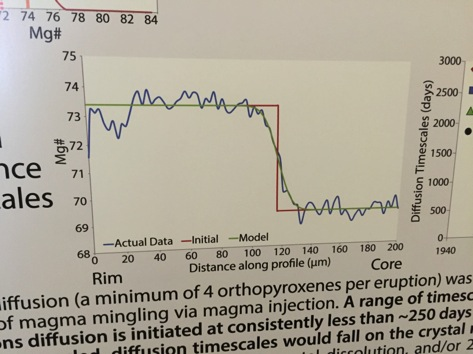 74 76 78 80 82 84
Mg#
75
74
73
72
71
70
69
68
Mg#
Actual Data Initial Model
0 20 40 60 80 100 120 140 160 180 200
Distance along profile (µm)
Rim
Core
3000
2500
2000
1500
1000
500
0
1940
Diffusion Timescales (days)
nce
ales
iffusion (a minimum of 4 orthopyroxenes per eruption) was
of magma mingling via magma injection. A range of timesc
ons diffusion is initiated at consistently less than ~250 days
diffusion timescales would fall on the crystal
dissolution, and/or 2